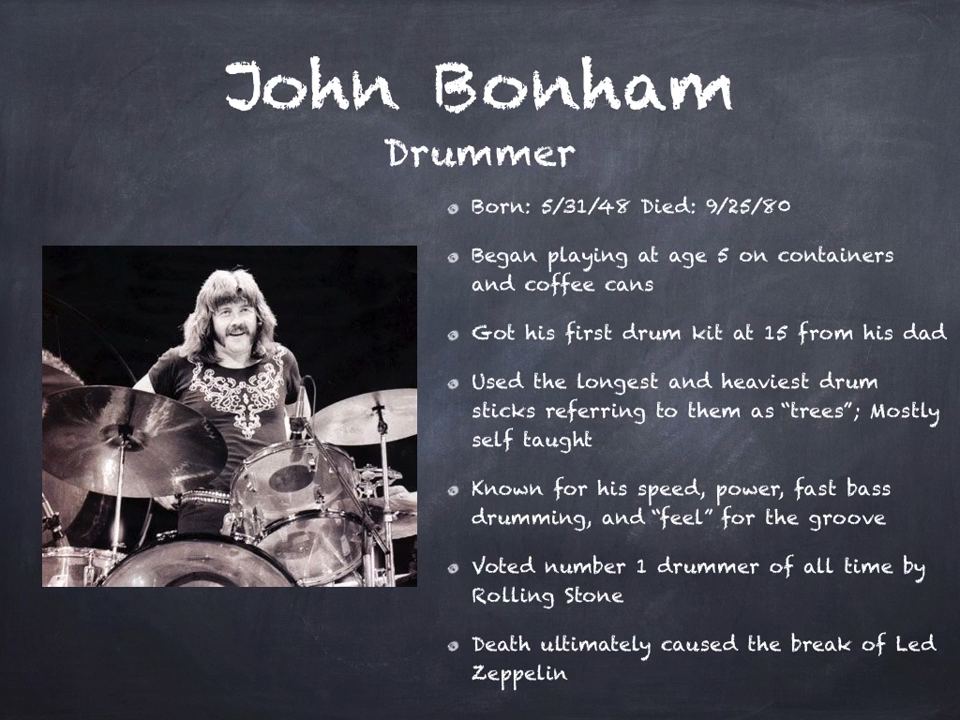 John Bonham
Drummer
Born: 5/31/48 Died: 9/25/80
Began playing at age 5 on containers
and coffee cans
Got his first drum kit at 15 from his dad
Used the longest and heaviest drum
sticks referring to them as “trees”; Mostly
self taught
Known for his speed, power, fast bass
drumming, and “feel” for the groove
Voted number 1 drummer of all time by
Rolling Stone
Death ultimately caused the break of Led
Zeppelin